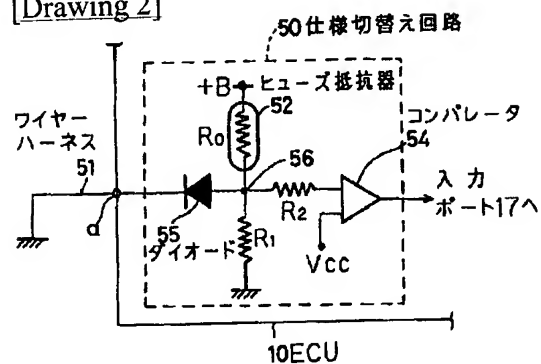 [Drawing 2]
50仕様切替え回路
+B
ヒューズ抵抗器
52
R0
ワイヤー
ハーネス
51
コンパレータ
54
56
a
55
ダイオード
R1
R2
Vcc
入力
ポート17へ
10ECU